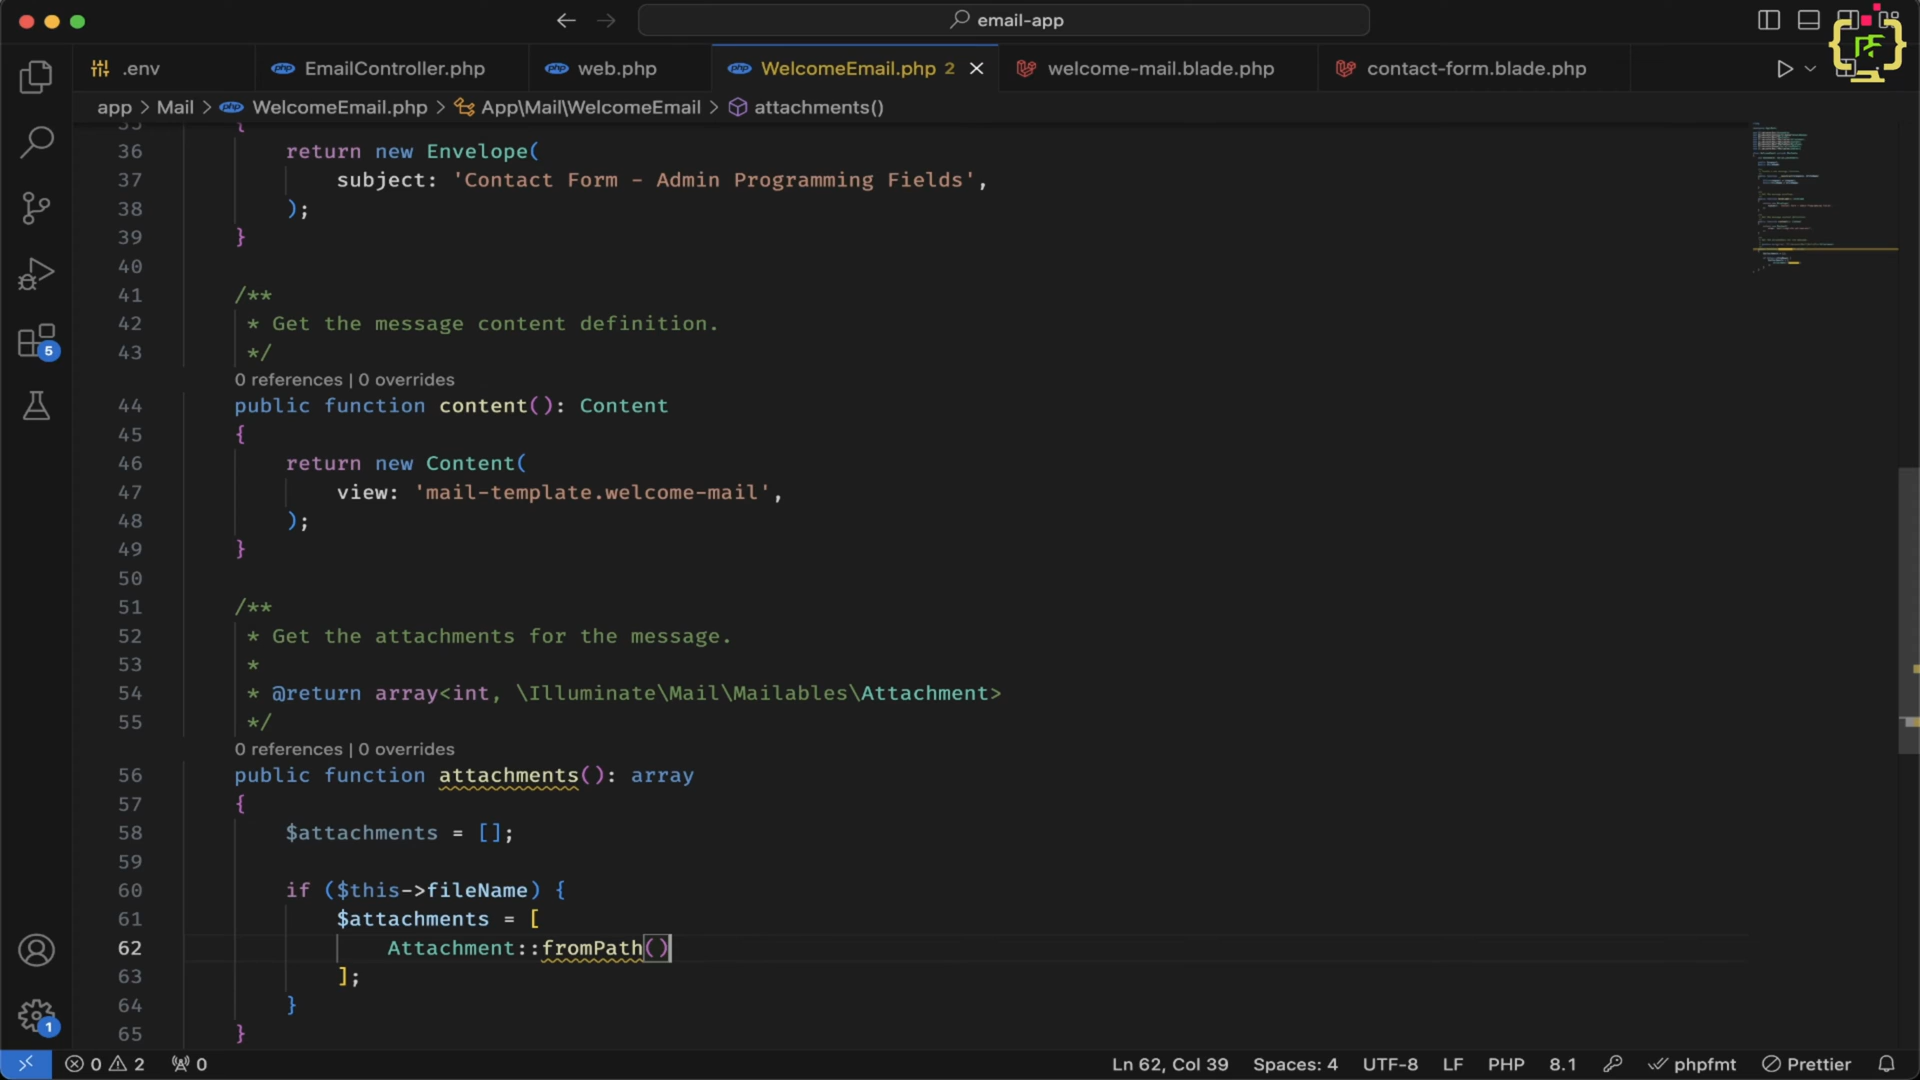 email-app
.env
EmailController.php
web.php
WelcomeEmail.php 2
welcome-mail.blade.php
contact-form.blade.php
app > Mail > WelcomeEmail.php > App\Mail\WelcomeEmail > attachments()
35 {
36 return new Envelope(
37 subject: 'Contact Form - Admin Programming Fields',
38 );
39 }
40
41 /**
42 * Get the message content definition.
43 */
0 references | 0 overrides
44 public function content(): Content
45 {
46 return new Content(
47 view: 'mail-template.welcome-mail',
48 );
49 }
50
51 /**
52 * Get the attachments for the message.
53 *
54 * @return array<int, \Illuminate\Mail\Mailables\Attachment>
55 */
0 references | 0 overrides
56 public function attachments(): array
57 {
58 $attachments = [];
59
60 if ($this->fileName) {
61 $attachments = [
62 Attachment::fromPath()
63 ];
64 }
65 }
5
1
0 2 0
Ln 62, Col 39 Spaces: 4 UTF-8 LF PHP 8.1 phpfmt Prettier